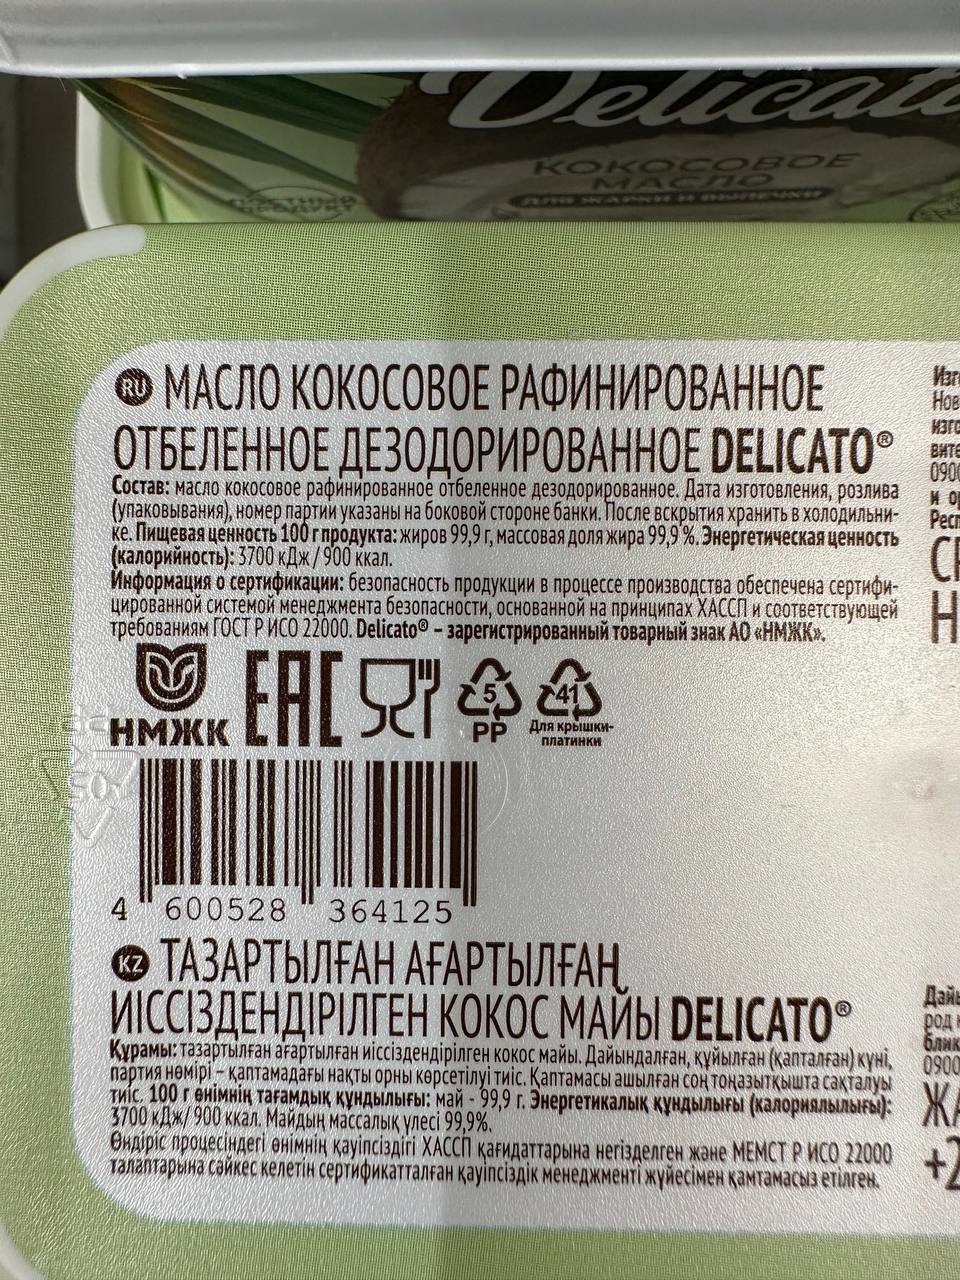 Delicato
КОКОСОВОЕ
МАСЛО
ДЛЯ ЖАРКИ И ВЫПЕЧКИ
RU МАСЛО КОКОСОВОЕ РАФИНИРОВАННОЕ
ОТБЕЛЕННОЕ ДЕЗОДОРИРОВАННОЕ DELICATO®
Состав: масло кокосовое рафинированное отбеленное дезодорированное. Дата изготовления, розлива
(упаковывания), номер партии указаны на боковой стороне банки. После вскрытия хранить в холодильни-
ке. Пищевая ценность 100 г продукта: жиров 99,9 г, массовая доля жира 99,9 %. Энергетическая ценность
(калорийность): 3700 кДж / 900 ккал.
Информация о сертификации: безопасность продукции в процессе производства обеспечена сертифи-
цированной системой менеджмента безопасности, основанной на принципах ХАССП и соответствующей
требованиям ГОСТ Р ИСО 22000. Delicato® – зарегистрированный товарный знак АО «НМЖК».
НМЖК EAC 5 PP 41 Для крышки-
платинки
4 600528 364125
KZ ТАЗАРТЫЛҒАН АҒАРТЫЛҒАҢ
ИІССІЗДЕНДІРІЛГЕН КОКОС МАЙЫ DELICATO®
Құрамы: тазартылған ағартылған иіссіздендірілген кокос майы. Дайындалған, құйылған (қапталған) күні,
партия нөмірі – қаптамадағы нақты орны көрсетілуі тиіс. Қаптамасы ашылған соң тоңазытқышта сақталуы
тиіс. 100 г өнімнің тағамдық құндылығы: май - 99,9 г. Энергетикалық құндылығы (калориялылығы):
3700 кДж/ 900 ккал. Майдың массалық үлесі 99,9%.
Өндіріс процесіндегі өнімнің қауіпсіздігі ХАССП қағидаттарына негізделген және МЕМСТ Р ИСО 22000
талаптарына сәйкес келетін сертификатталған қауіпсіздік менеджменті жүйесімен қамтамасыз етілген.